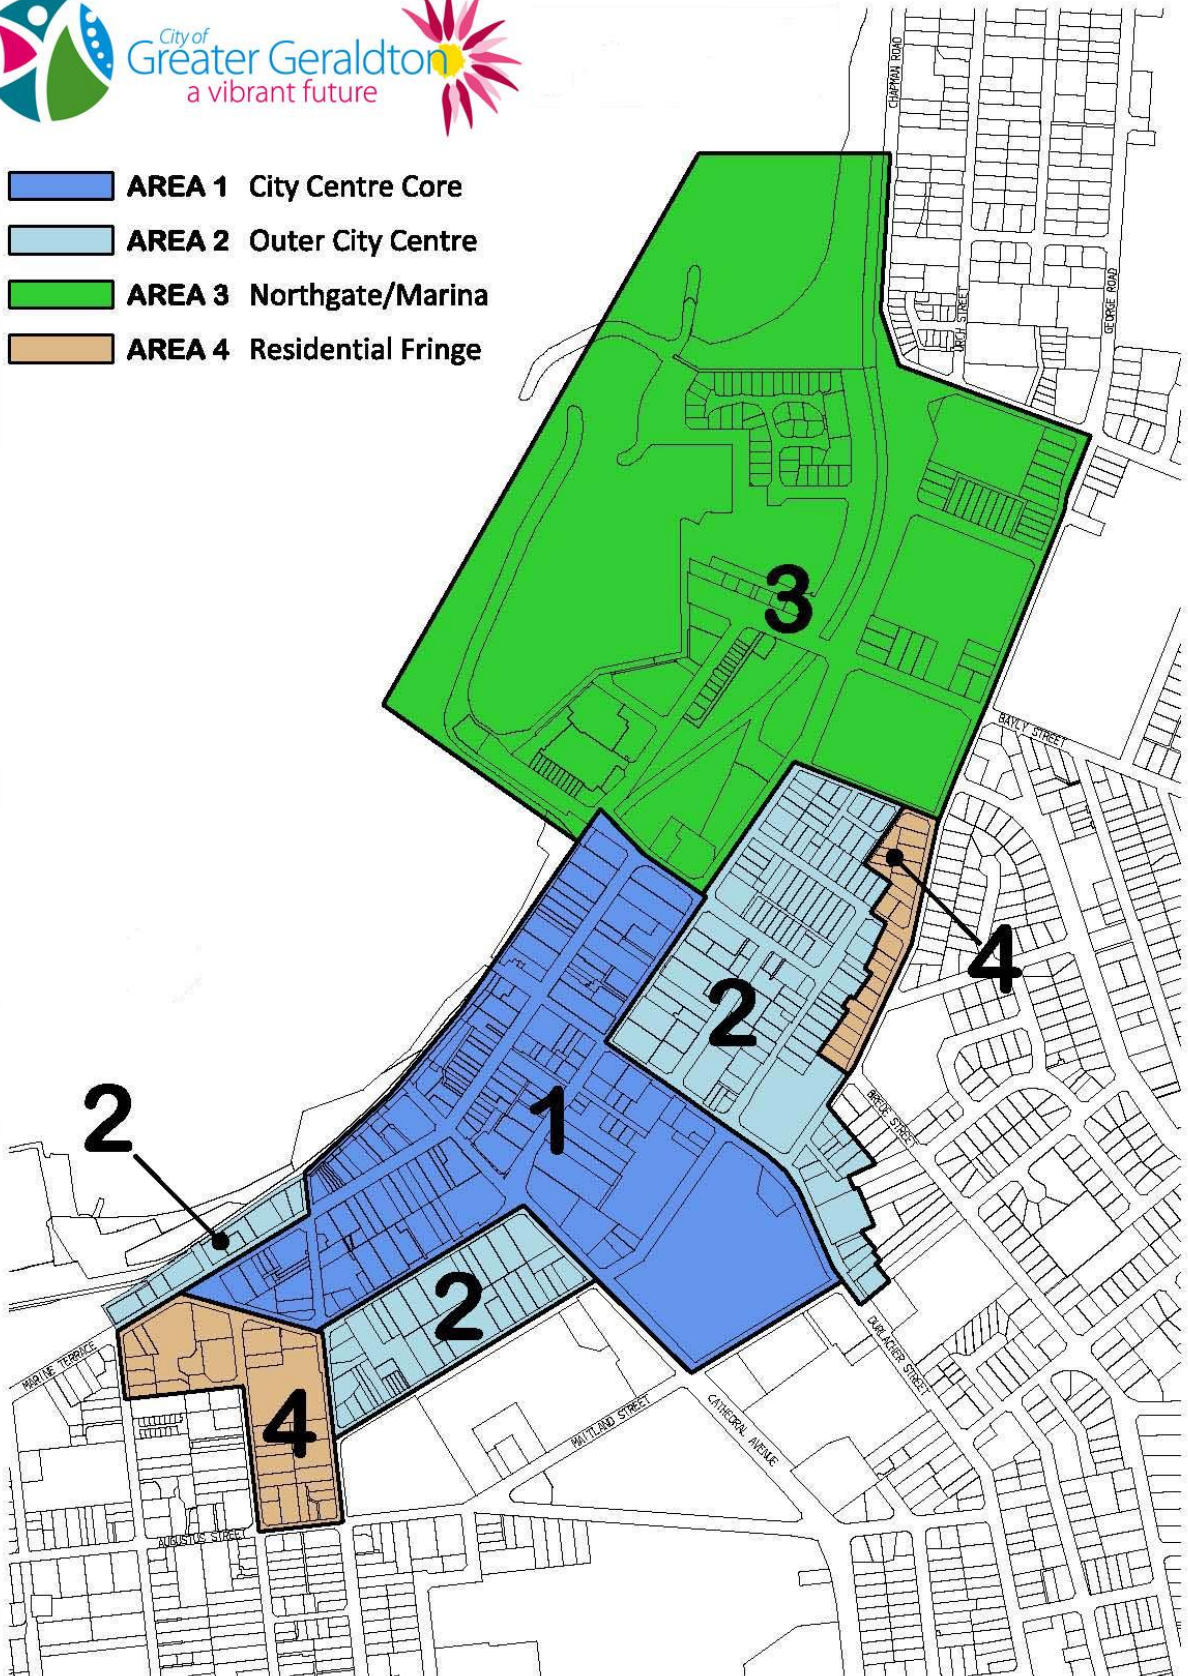 City of
Greater Geraldton
a vibrant future
AREA 1 City Centre Core
AREA 2 Outer City Centre
AREA 3 Northgate/Marina
AREA 4 Residential Fringe
CHAPMAN ROAD
GEORGE ROAD
STREET
3
BAYLY STREET
4
2
1
2
2
STREET
MARINE TERRACE
DURLACHER STREET
4
MAITLAND STREET
CATHEDRAL AVENUE
AUGUSTUS STREET